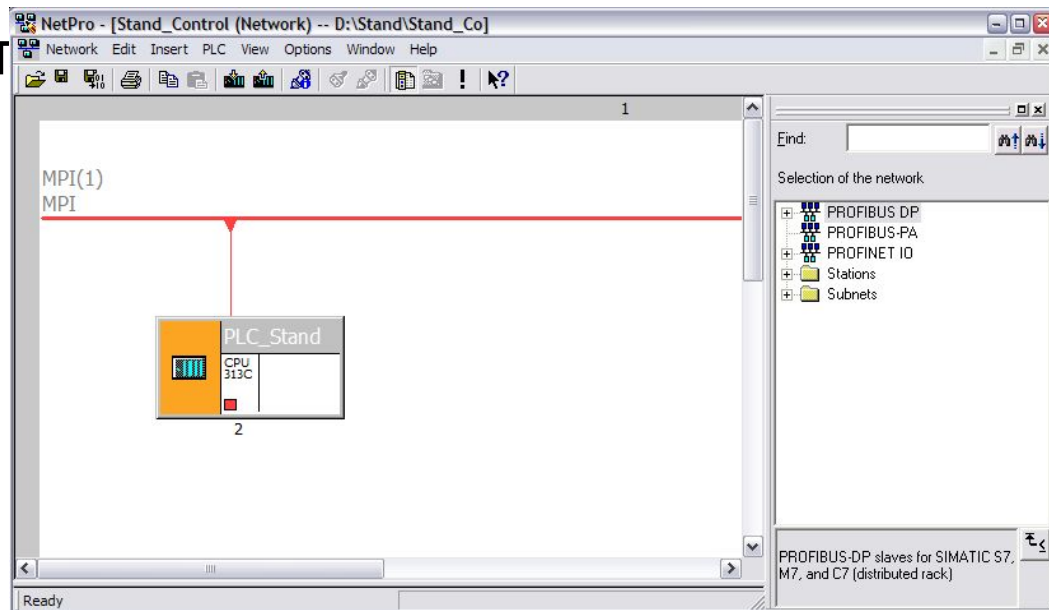 NetPro - [Stand_Control (Network) -- D:\Stand\Stand_Co]
Network Edit Insert PLC View Options Window Help
1
MPI(1)
MPI
PLC_Stand
CPU
313C
2
Find:
Selection of the network
PROFIBUS DP
PROFIBUS-PA
PROFINET IO
Stations
Subnets
PROFIBUS-DP slaves for SIMATIC S7,
M7, and C7 (distributed rack)
Ready